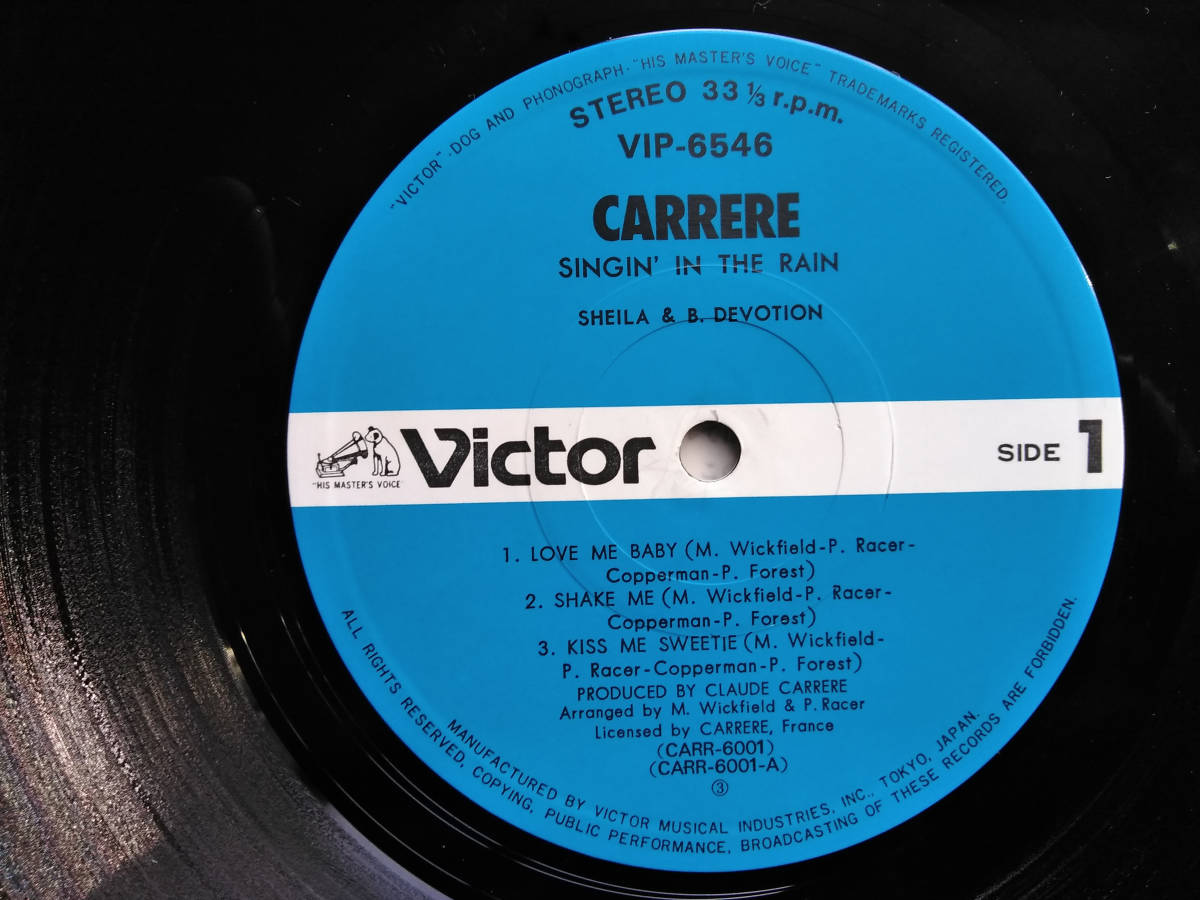 "VICTOR"·DOG AND PHONOGRAPH·"HIS MASTER'S VOICE" TRADEMARKS REGISTERED.
STEREO 33 1/3 r.p.m.
VIP-6546
CARRERE
SINGIN' IN THE RAIN
SHEILA & B. DEVOTION
"HIS MASTER'S VOICE"
Victor
SIDE 1
1. LOVE ME BABY (M. Wickfield-P. Racer-
Copperman-P. Forest)
2. SHAKE ME (M. Wickfield-P. Racer-
Copperman-P. Forest)
3. KISS ME SWEETIE (M. Wickfield-
P. Racer-Copperman-P. Forest)
PRODUCED BY CLAUDE CARRERE
Arranged by M. Wickfield & P. Racer
Licensed by CARRERE, France
(CARR-6001)
(CARR-6001-A)
③
MANUFACTURED BY VICTOR MUSICAL INDUSTRIES, INC., TOKYO, JAPAN.
ALL RIGHTS RESERVED, COPYING, PUBLIC PERFORMANCE, BROADCASTING OF THESE RECORDS ARE FORBIDDEN.